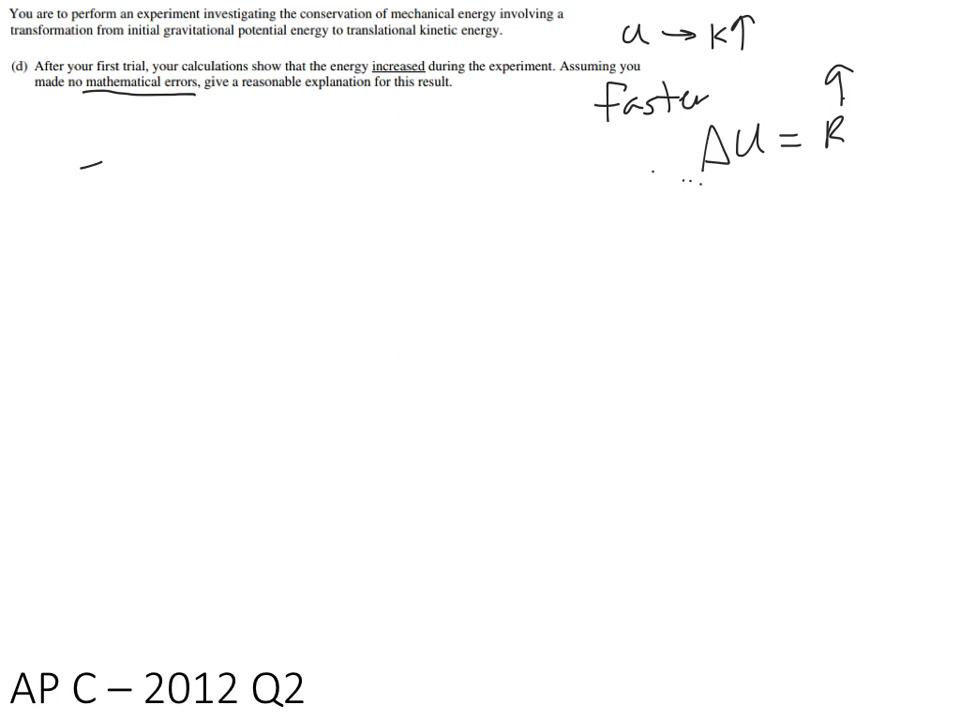 You are to perform an experiment investigating the conservation of mechanical energy involving a
transformation from initial gravitational potential energy to translational kinetic energy.
u → K↑
(d) After your first trial, your calculations show that the energy increased during the experiment. Assuming you
made no mathematical errors, give a reasonable explanation for this result.
faster
↑
ΔU = K
AP C – 2012 Q2